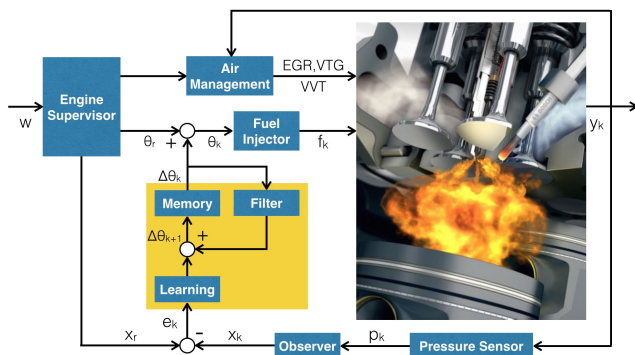 EGR,VTG
Air Management
VVT
Engine Supervisor
w
θr
+
θk
Fuel Injector
fk
yk
Δθk
Memory
Filter
Δθk+1
+
Learning
ek
xr
-
xk
Observer
pk
Pressure Sensor